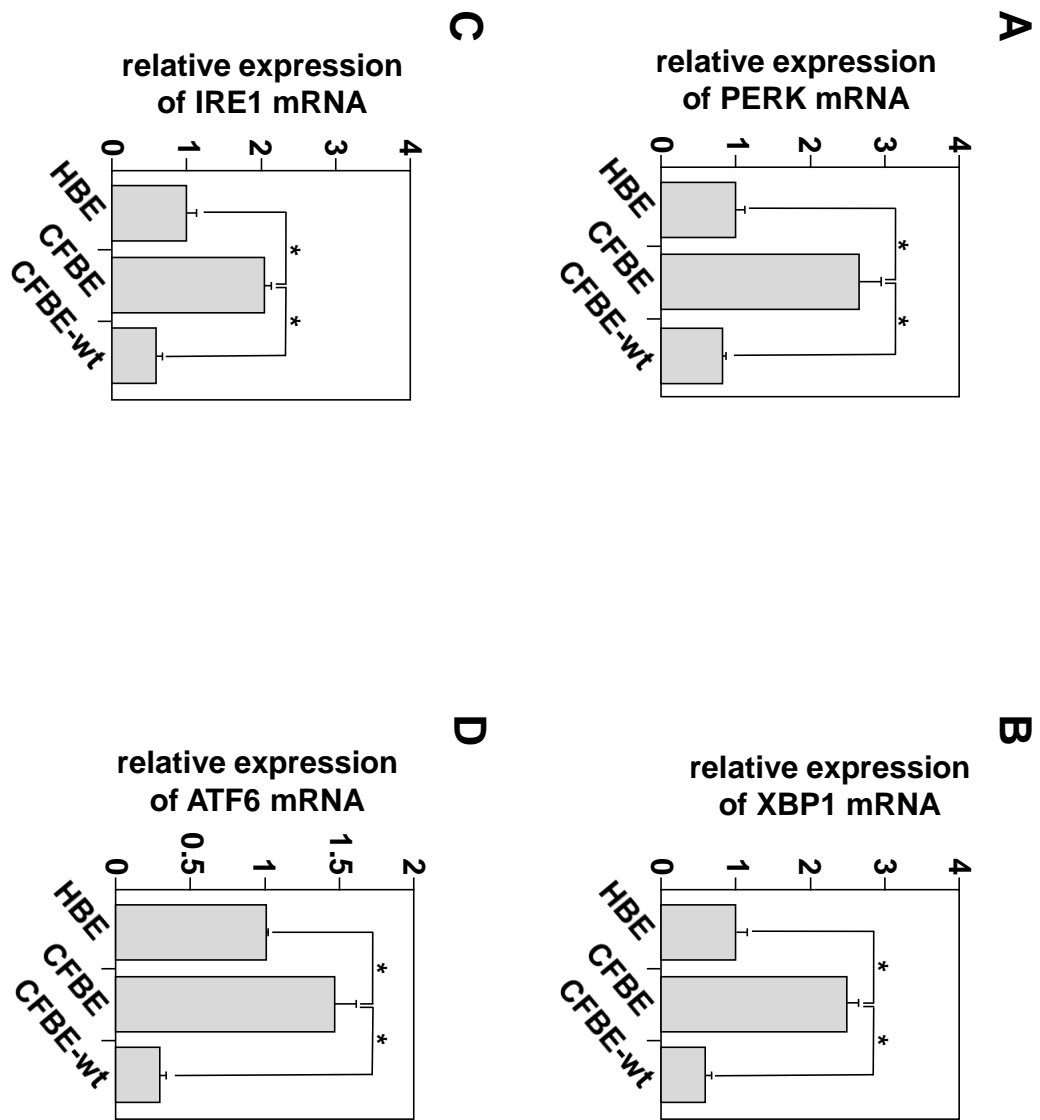 A
relative expression
of PERK mRNA
4
3
2
1
0
*
*
HBE
CFBE
CFBE-wt
B
relative expression
of XBP1 mRNA
4
3
2
1
0
*
*
HBE
CFBE
CFBE-wt
C
relative expression
of IRE1 mRNA
4
3
2
1
0
*
*
HBE
CFBE
CFBE-wt
D
relative expression
of ATF6 mRNA
2
1.5
1
0.5
0
*
*
HBE
CFBE
CFBE-wt